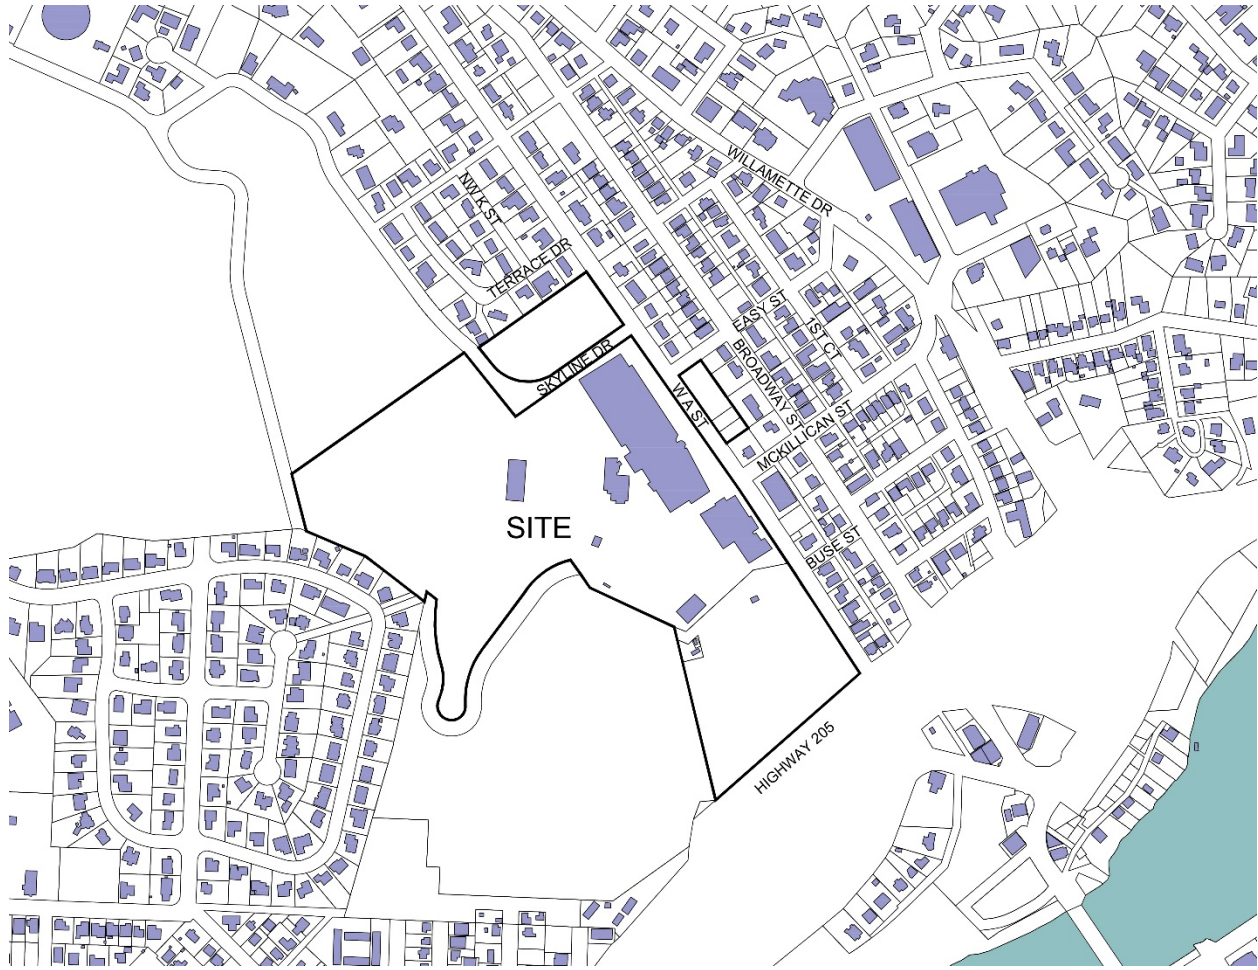 WILLAMETTE DR
NW K ST
TERRACE DR
EASY ST
1ST CT
SKYLINE DR
BROADWAY ST
W A ST
MCKILLICAN ST
SITE
BUSE ST
HIGHWAY 205